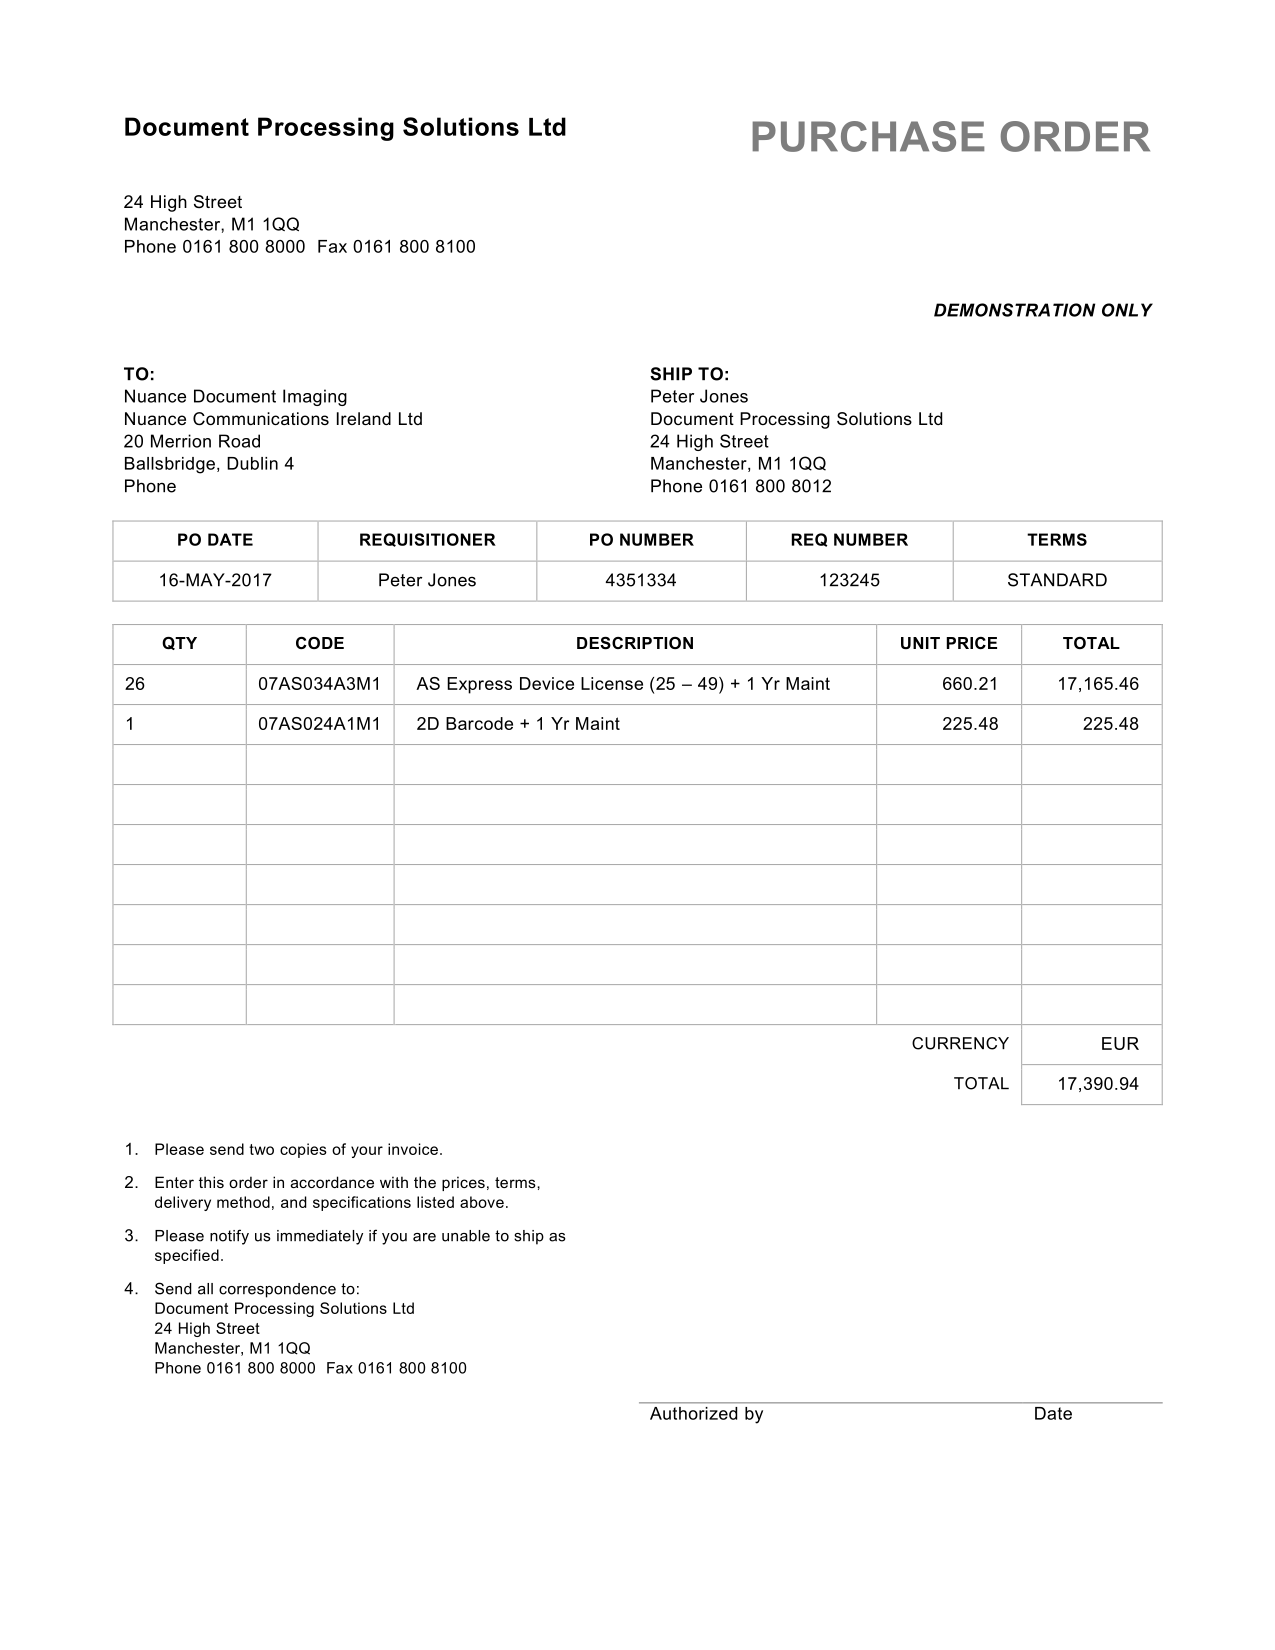 Document Processing Solutions Ltd
PURCHASE ORDER
24 High Street
Manchester, M1 1QQ
Phone 0161 800 8000  Fax 0161 800 8100
DEMONSTRATION ONLY
TO:
Nuance Document Imaging
Nuance Communications Ireland Ltd
20 Merrion Road
Ballsbridge, Dublin 4
Phone
SHIP TO:
Peter Jones
Document Processing Solutions Ltd
24 High Street
Manchester, M1 1QQ
Phone 0161 800 8012
PO DATE REQUISITIONER PO NUMBER REQ NUMBER TERMS
16-MAY-2017 Peter Jones 4351334 123245 STANDARD
QTY CODE DESCRIPTION UNIT PRICE TOTAL
26 07AS034A3M1 AS Express Device License (25 – 49) + 1 Yr Maint 660.21 17,165.46
1 07AS024A1M1 2D Barcode + 1 Yr Maint 225.48 225.48
CURRENCY EUR
TOTAL 17,390.94
1. Please send two copies of your invoice.
2. Enter this order in accordance with the prices, terms,
delivery method, and specifications listed above.
3. Please notify us immediately if you are unable to ship as
specified.
4. Send all correspondence to:
Document Processing Solutions Ltd
24 High Street
Manchester, M1 1QQ
Phone 0161 800 8000  Fax 0161 800 8100
Authorized by Date